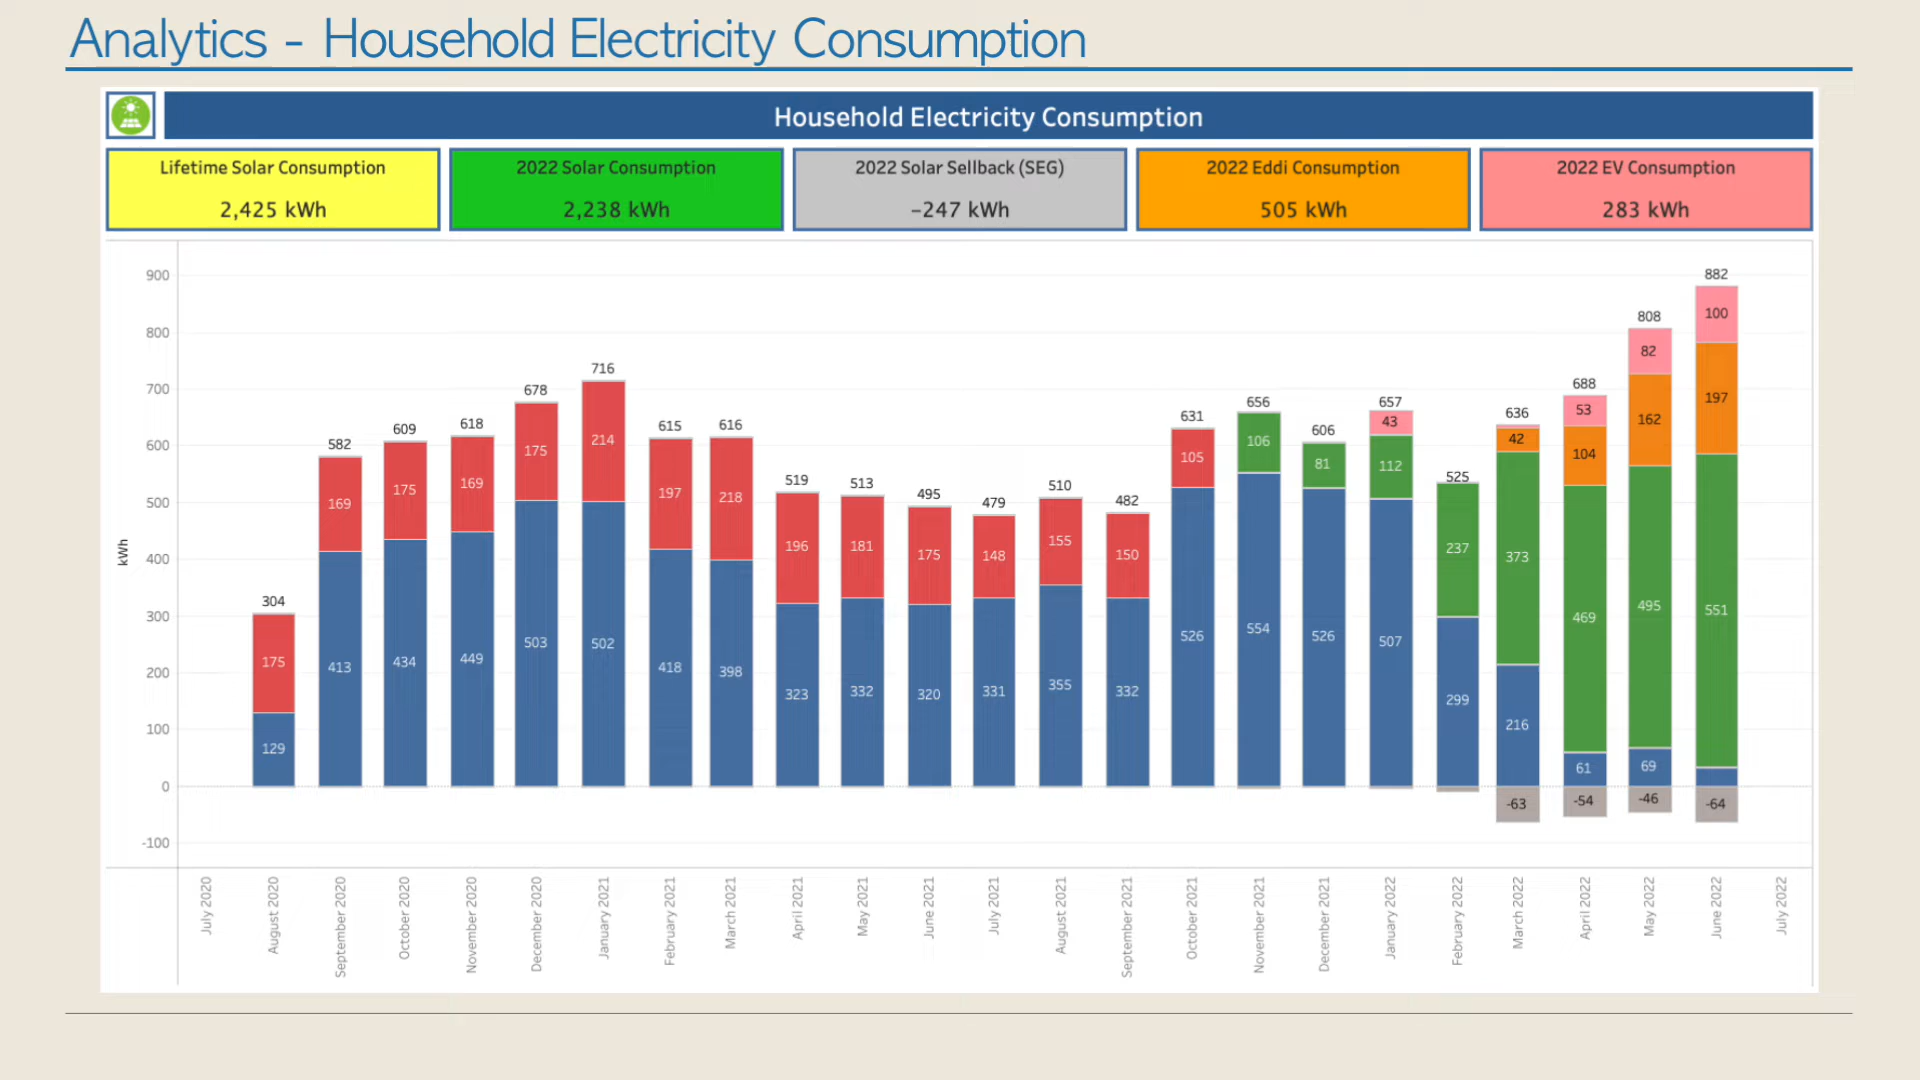 Analytics - Household Electricity Consumption
Household Electricity Consumption
Lifetime Solar Consumption
2,425 kWh
2022 Solar Consumption
2,238 kWh
2022 Solar Sellback (SEG)
-247 kWh
2022 Eddi Consumption
505 kWh
2022 EV Consumption
283 kWh
kWh
900
800
700
600
500
400
300
200
100
0
-100
304
175
129
582
169
413
609
175
434
618
169
449
678
175
503
716
214
502
615
197
418
616
218
398
519
196
323
513
181
332
495
175
320
479
148
331
510
155
355
482
150
332
631
105
526
656
106
554
606
81
526
657
43
112
507
525
237
299
636
42
373
216
-63
688
53
104
469
61
-54
808
82
162
495
69
-46
882
100
197
551
-64
July 2020
August 2020
September 2020
October 2020
November 2020
December 2020
January 2021
February 2021
March 2021
April 2021
May 2021
June 2021
July 2021
August 2021
September 2021
October 2021
November 2021
December 2021
January 2022
February 2022
March 2022
April 2022
May 2022
June 2022
July 2022